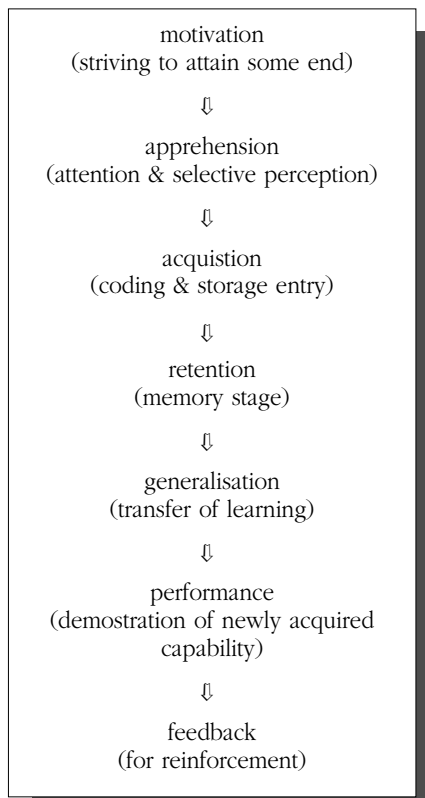 motivation
(striving to attain some end)
⇩
apprehension
(attention & selective perception)
⇩
acquistion
(coding & storage entry)
⇩
retention
(memory stage)
⇩
generalisation
(transfer of learning)
⇩
performance
(demostration of newly acquired
capability)
⇩
feedback
(for reinforcement)